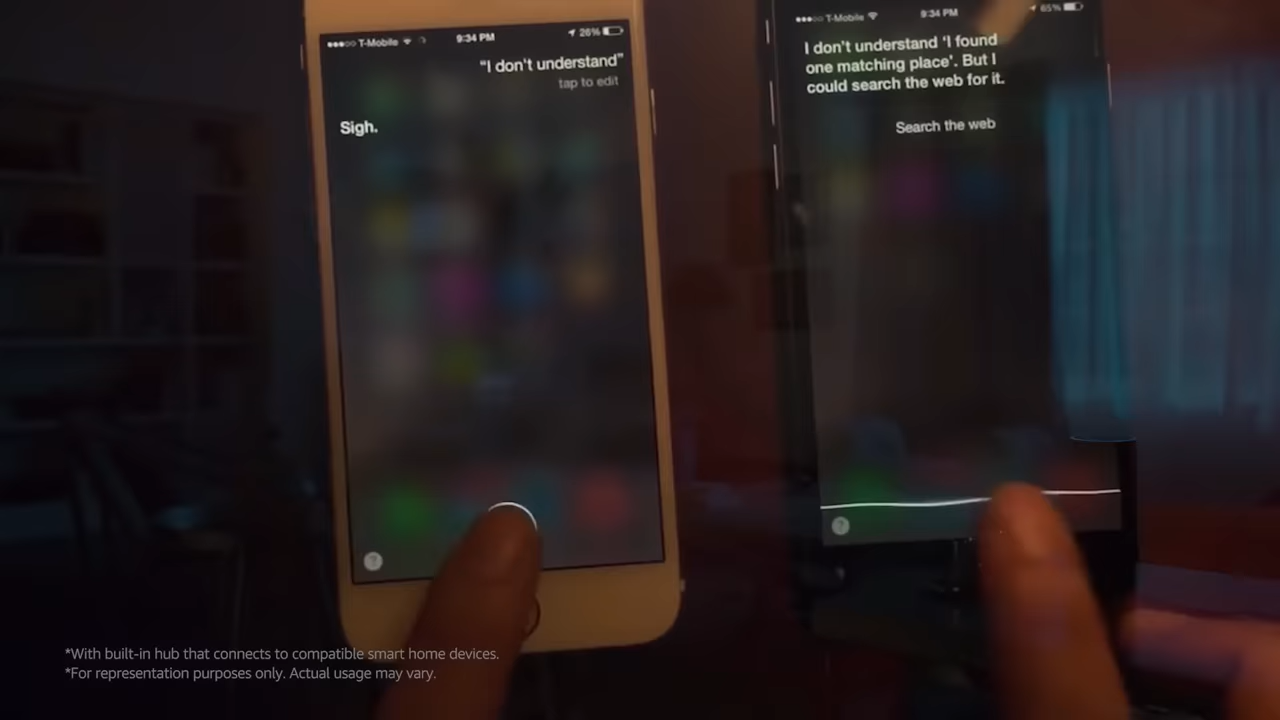 T-Mobile
9:34 PM
26%
“I don't understand”
tap to edit
Sigh.
?
T-Mobile
9:34 PM
65%
I don't understand ‘I found
one matching place’. But I
could search the web for it.
Search the web
?
*With built-in hub that connects to compatible smart home devices.
*For representation purposes only. Actual usage may vary.